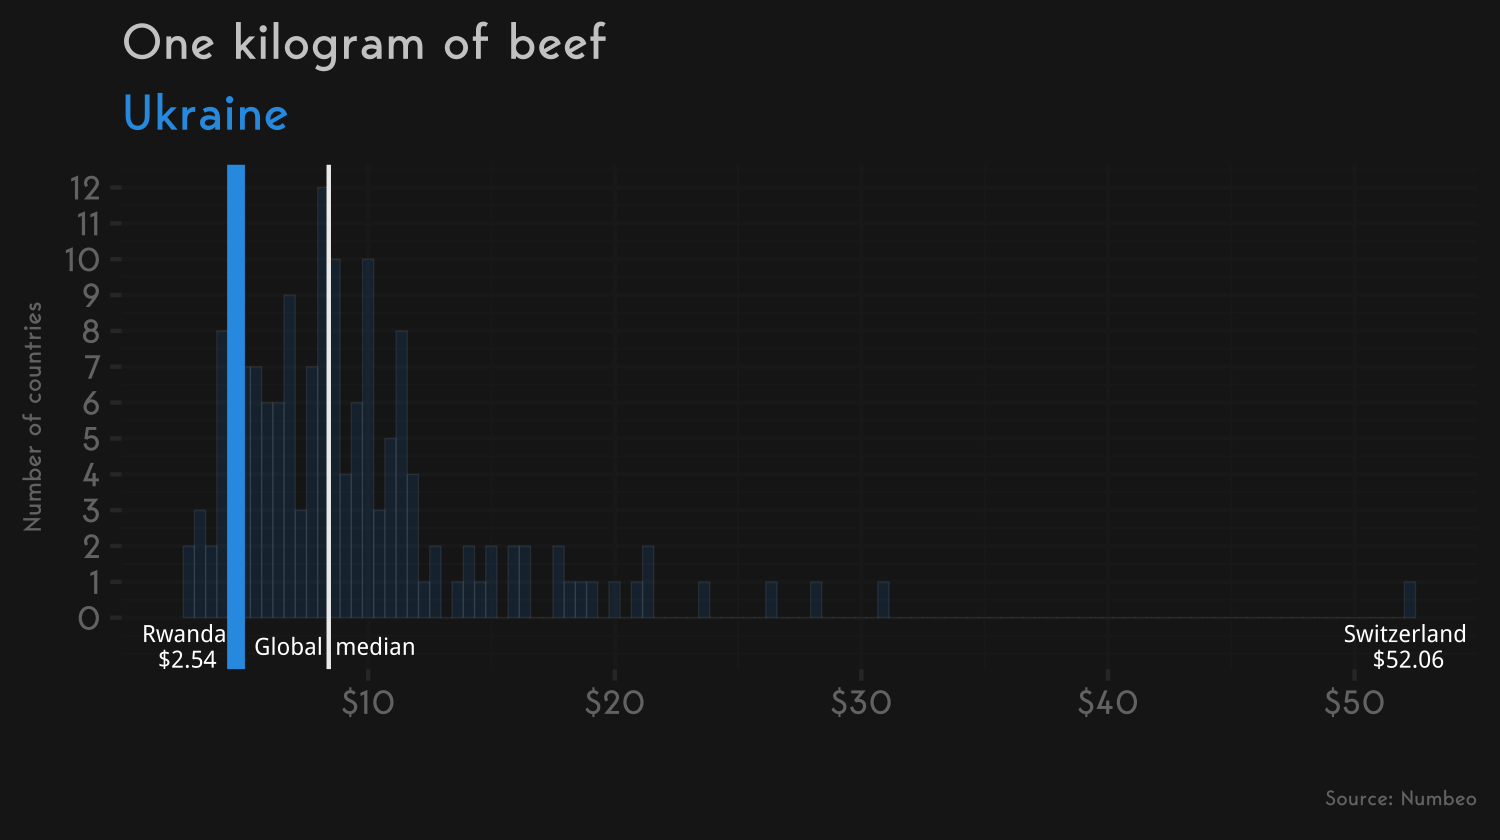 One kilogram of beef
Ukraine
Number of countries
12
11
10
9
8
7
6
5
4
3
2
1
0
Rwanda
$2.54
Global median
Switzerland
$52.06
$10
$20
$30
$40
$50
Source: Numbeo